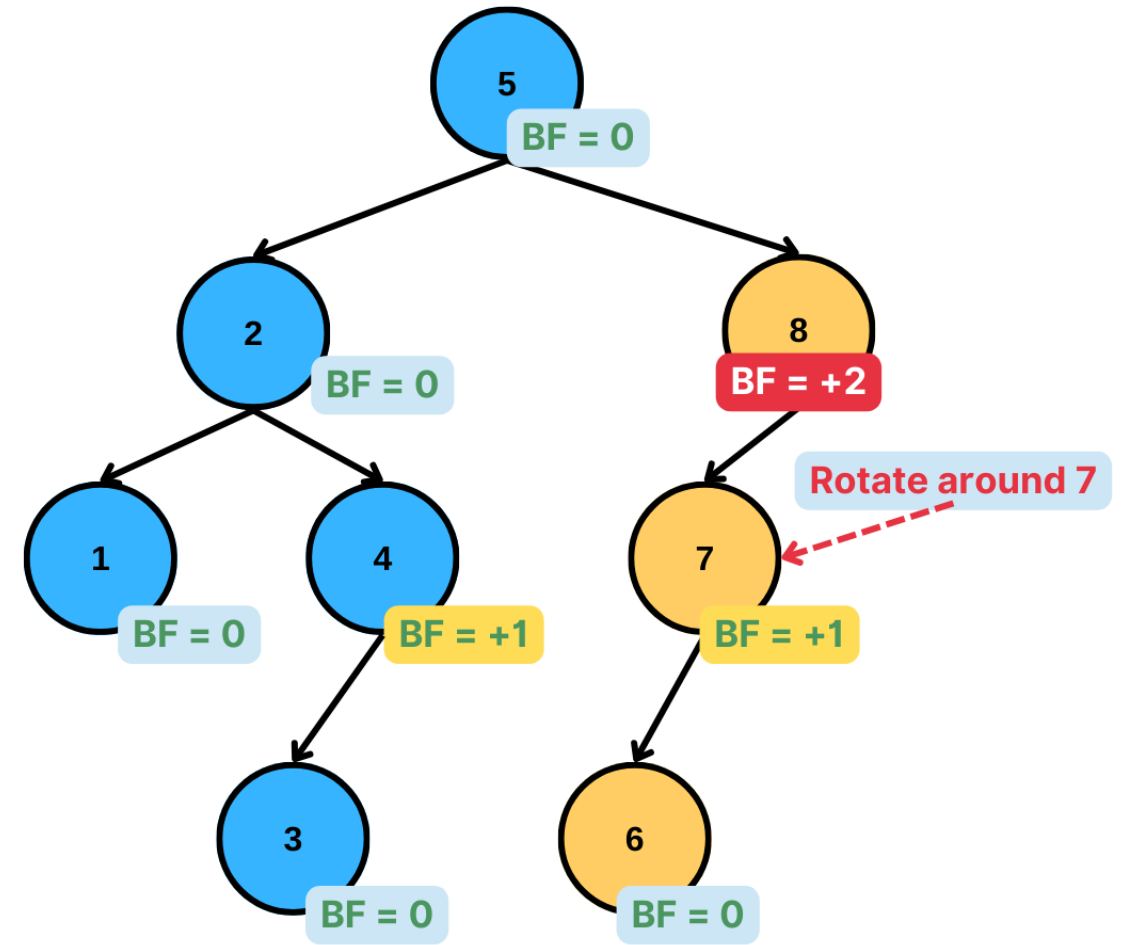 5
BF = 0
2
BF = 0
8
BF = +2
Rotate around 7
1
BF = 0
4
BF = +1
7
BF = +1
3
BF = 0
6
BF = 0